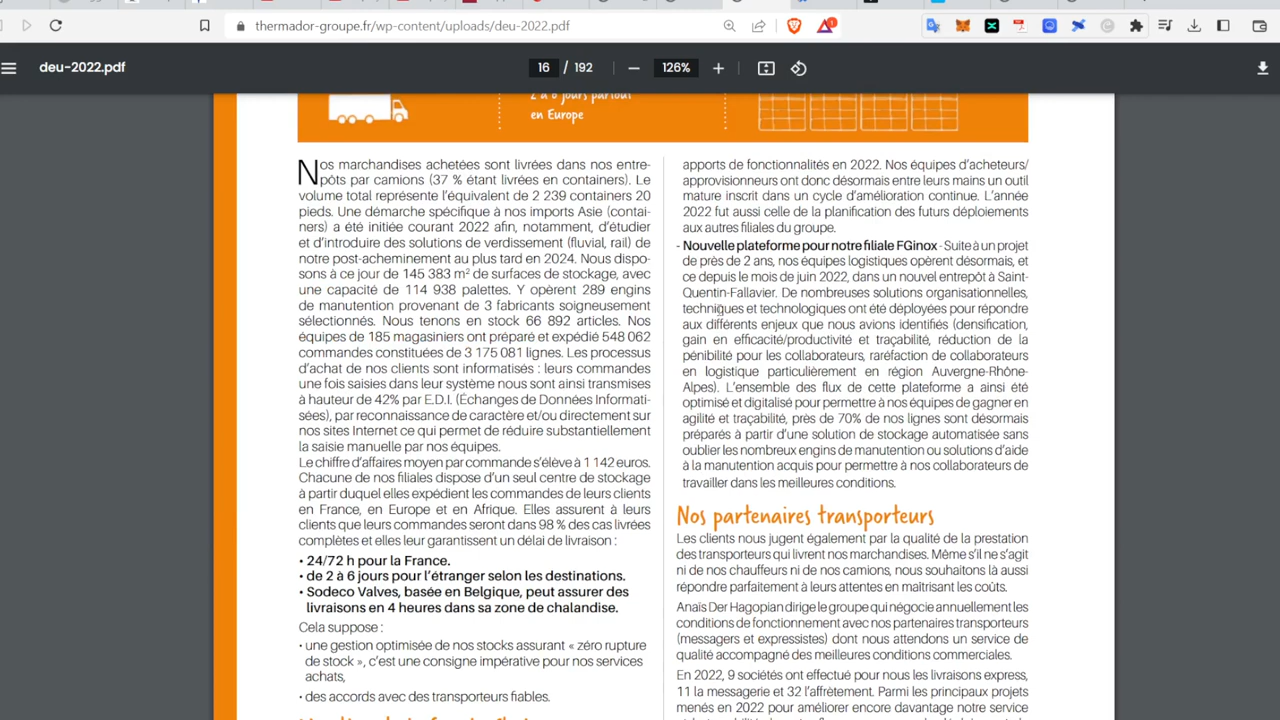 thermador-groupe.fr/wp-content/uploads/deu-2022.pdf
deu-2022.pdf
16 / 192
126%
2 à 6 jours partout
en Europe
Nos marchandises achetées sont livrées dans nos entre-
pôts par camions (37 % étant livrées en containers). Le
volume total représente l'équivalent de 2 239 containers 20
pieds. Une démarche spécifique à nos imports Asie (contai-
ners) a été initiée courant 2022 afin, notamment, d'étudier
et d'introduire des solutions de verdissement (fluvial, rail) de
notre post-acheminement au plus tard en 2024. Nous dispo-
sons à ce jour de 145 383 m² de surfaces de stockage, avec
une capacité de 114 938 palettes. Y opèrent 289 engins
de manutention provenant de 3 fabricants soigneusement
sélectionnés. Nous tenons en stock 66 892 articles. Nos
équipes de 185 magasiniers ont préparé et expédié 548 062
commandes constituées de 3 175 081 lignes. Les processus
d'achat de nos clients sont informatisés : leurs commandes
une fois saisies dans leur système nous sont ainsi transmises
à hauteur de 42% par E.D.I. (Échanges de Données Informati-
sées), par reconnaissance de caractère et/ou directement sur
nos sites Internet ce qui permet de réduire substantiellement
la saisie manuelle par nos équipes.
Le chiffre d'affaires moyen par commande s'élève à 1 142 euros.
Chacune de nos filiales dispose d'un seul centre de stockage
à partir duquel elles expédient les commandes de leurs clients
en France, en Europe et en Afrique. Elles assurent à leurs
clients que leurs commandes seront dans 98 % des cas livrées
complètes et elles leur garantissent un délai de livraison :
• 24/72 h pour la France.
• de 2 à 6 jours pour l'étranger selon les destinations.
• Sodeco Valves, basée en Belgique, peut assurer des
livraisons en 4 heures dans sa zone de chalandise.
Cela suppose :
• une gestion optimisée de nos stocks assurant « zéro rupture
de stock », c'est une consigne impérative pour nos services
achats,
• des accords avec des transporteurs fiables.
apports de fonctionnalités en 2022. Nos équipes d'acheteurs/
approvisionneurs ont donc désormais entre leurs mains un outil
mature inscrit dans un cycle d'amélioration continue. L'année
2022 fut aussi celle de la planification des futurs déploiements
aux autres filiales du groupe.
- Nouvelle plateforme pour notre filiale FGinox - Suite à un projet
de près de 2 ans, nos équipes logistiques opèrent désormais, et
ce depuis le mois de juin 2022, dans un nouvel entrepôt à Saint-
Quentin-Fallavier. De nombreuses solutions organisationnelles,
techniques et technologiques ont été déployées pour répondre
aux différents enjeux que nous avions identifiés (densification,
gain en efficacité/productivité et traçabilité, réduction de la
pénibilité pour les collaborateurs, raréfaction de collaborateurs
en logistique particulièrement en région Auvergne-Rhône-
Alpes). L'ensemble des flux de cette plateforme a ainsi été
optimisé et digitalisé pour permettre à nos équipes de gagner en
agilité et traçabilité, près de 70% de nos lignes sont désormais
préparés à partir d'une solution de stockage automatisée sans
oublier les nombreux engins de manutention ou solutions d'aide
à la manutention acquis pour permettre à nos collaborateurs de
travailler dans les meilleures conditions.
Nos partenaires transporteurs
Les clients nous jugent également par la qualité de la prestation
des transporteurs qui livrent nos marchandises. Même s'il ne s'agit
ni de nos chauffeurs ni de nos camions, nous souhaitons là aussi
répondre parfaitement à leurs attentes en maîtrisant les coûts.
Anaïs Der Hagopian dirige le groupe qui négocie annuellement les
conditions de fonctionnement avec nos partenaires transporteurs
(messagers et expressistes) dont nous attendons un service de
qualité accompagné des meilleures conditions commerciales.
En 2022, 9 sociétés ont effectué pour nous les livraisons express,
11 la messagerie et 32 l'affrètement. Parmi les principaux projets
menés en 2022 pour améliorer encore davantage notre service